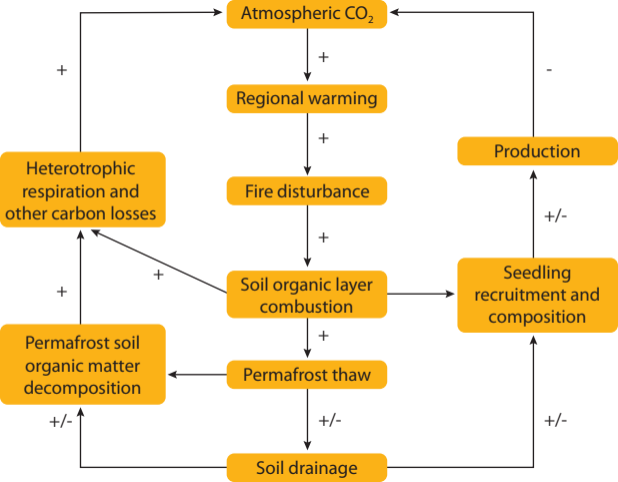 Atmospheric CO₂
+
+
-
Regional warming
+
Production
Heterotrophic
respiration and
other carbon losses
Fire disturbance
+/-
+
+
Soil organic layer
combustion
Seedling
recruitment and
composition
+
+
Permafrost soil
organic matter
decomposition
Permafrost thaw
+/-
+/-
+/-
Soil drainage